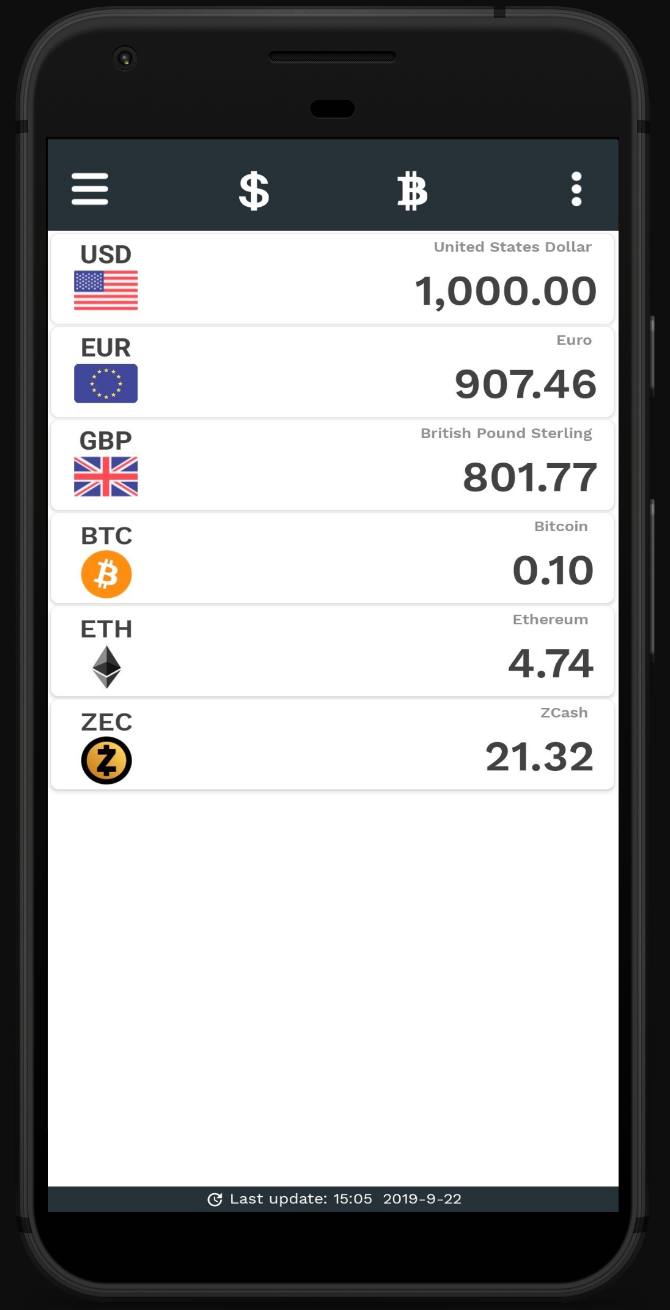 USD
United States Dollar
1,000.00
EUR
Euro
907.46
GBP
British Pound Sterling
801.77
BTC
Bitcoin
0.10
ETH
Ethereum
4.74
ZEC
ZCash
21.32
Last update: 15:05 2019-9-22